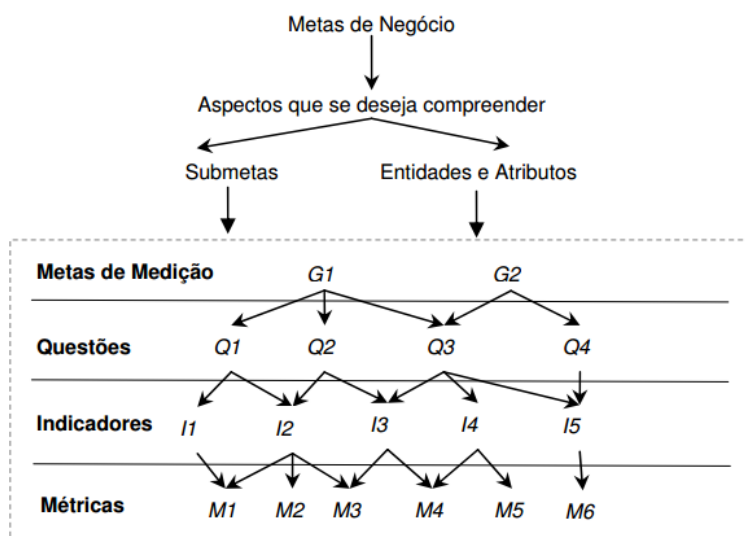 Metas de Negócio
Aspectos que se deseja compreender
Submetas Entidades e Atributos
Metas de Medição G1 G2
Questões Q1 Q2 Q3 Q4
Indicadores I1 I2 I3 I4 I5
Métricas M1 M2 M3 M4 M5 M6